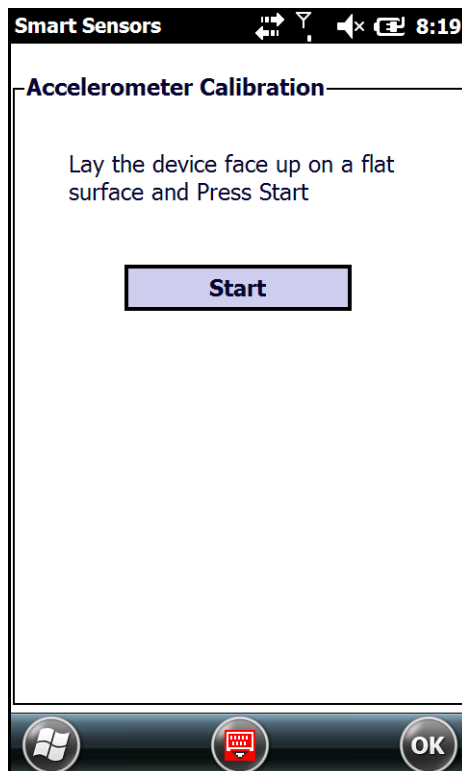 Smart Sensors 8:19
Accelerometer Calibration
Lay the device face up on a flat
surface and Press Start
Start
OK